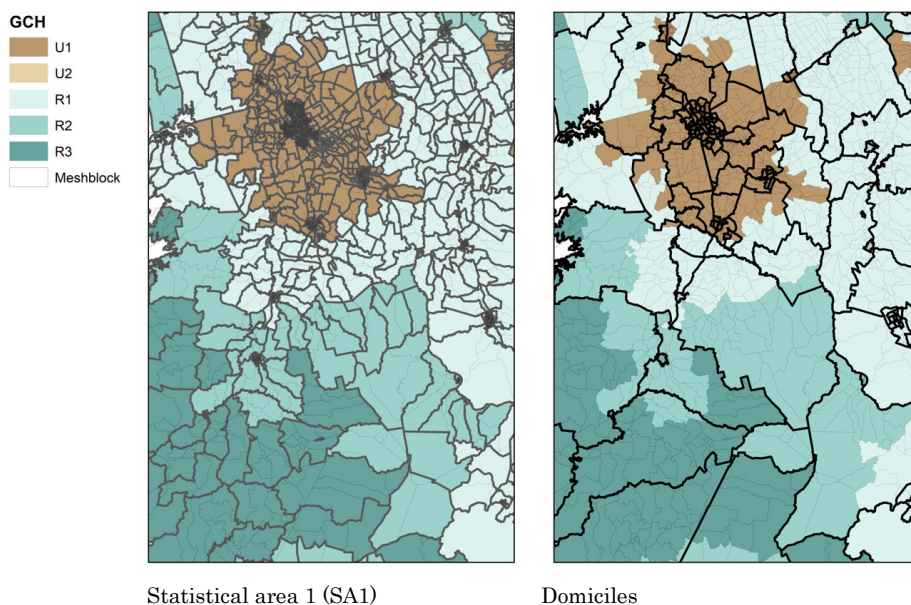 GCH
U1
U2
R1
R2
R3
Meshblock
Statistical area 1 (SA1)
Domiciles